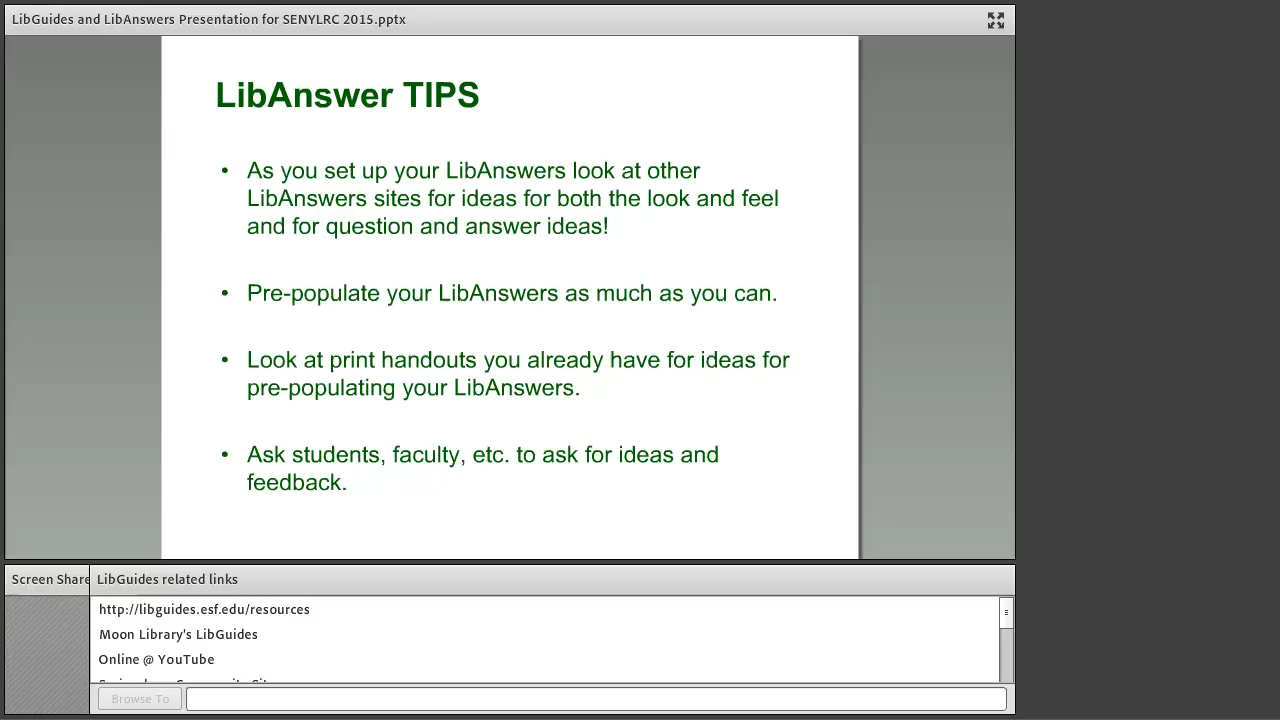 LibGuides and LibAnswers Presentation for SENYLRC 2015.pptx
LibAnswer TIPS
• As you set up your LibAnswers look at other
LibAnswers sites for ideas for both the look and feel
and for question and answer ideas!
• Pre-populate your LibAnswers as much as you can.
• Look at print handouts you already have for ideas for
pre-populating your LibAnswers.
• Ask students, faculty, etc. to ask for ideas and
feedback.
Screen Share
LibGuides related links
http://libguides.esf.edu/resources
Moon Library's LibGuides
Online @ YouTube
Browse To